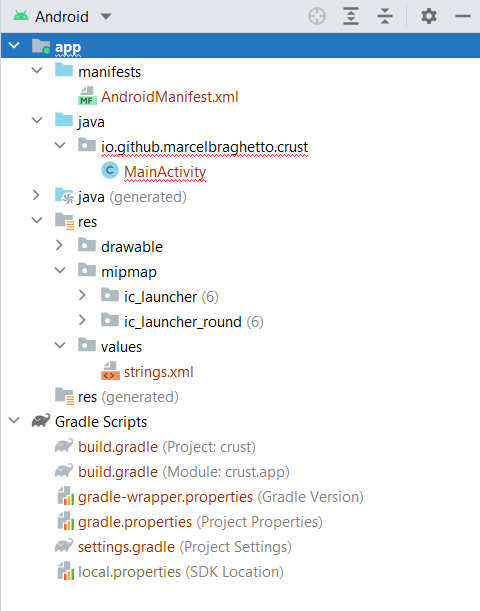 Android
app
manifests
MF AndroidManifest.xml
java
io.github.marcelbraghetto.crust
C MainActivity
java (generated)
res
drawable
mipmap
ic_launcher (6)
ic_launcher_round (6)
values
strings.xml
res (generated)
Gradle Scripts
build.gradle (Project: crust)
build.gradle (Module: crust.app)
gradle-wrapper.properties (Gradle Version)
gradle.properties (Project Properties)
settings.gradle (Project Settings)
local.properties (SDK Location)